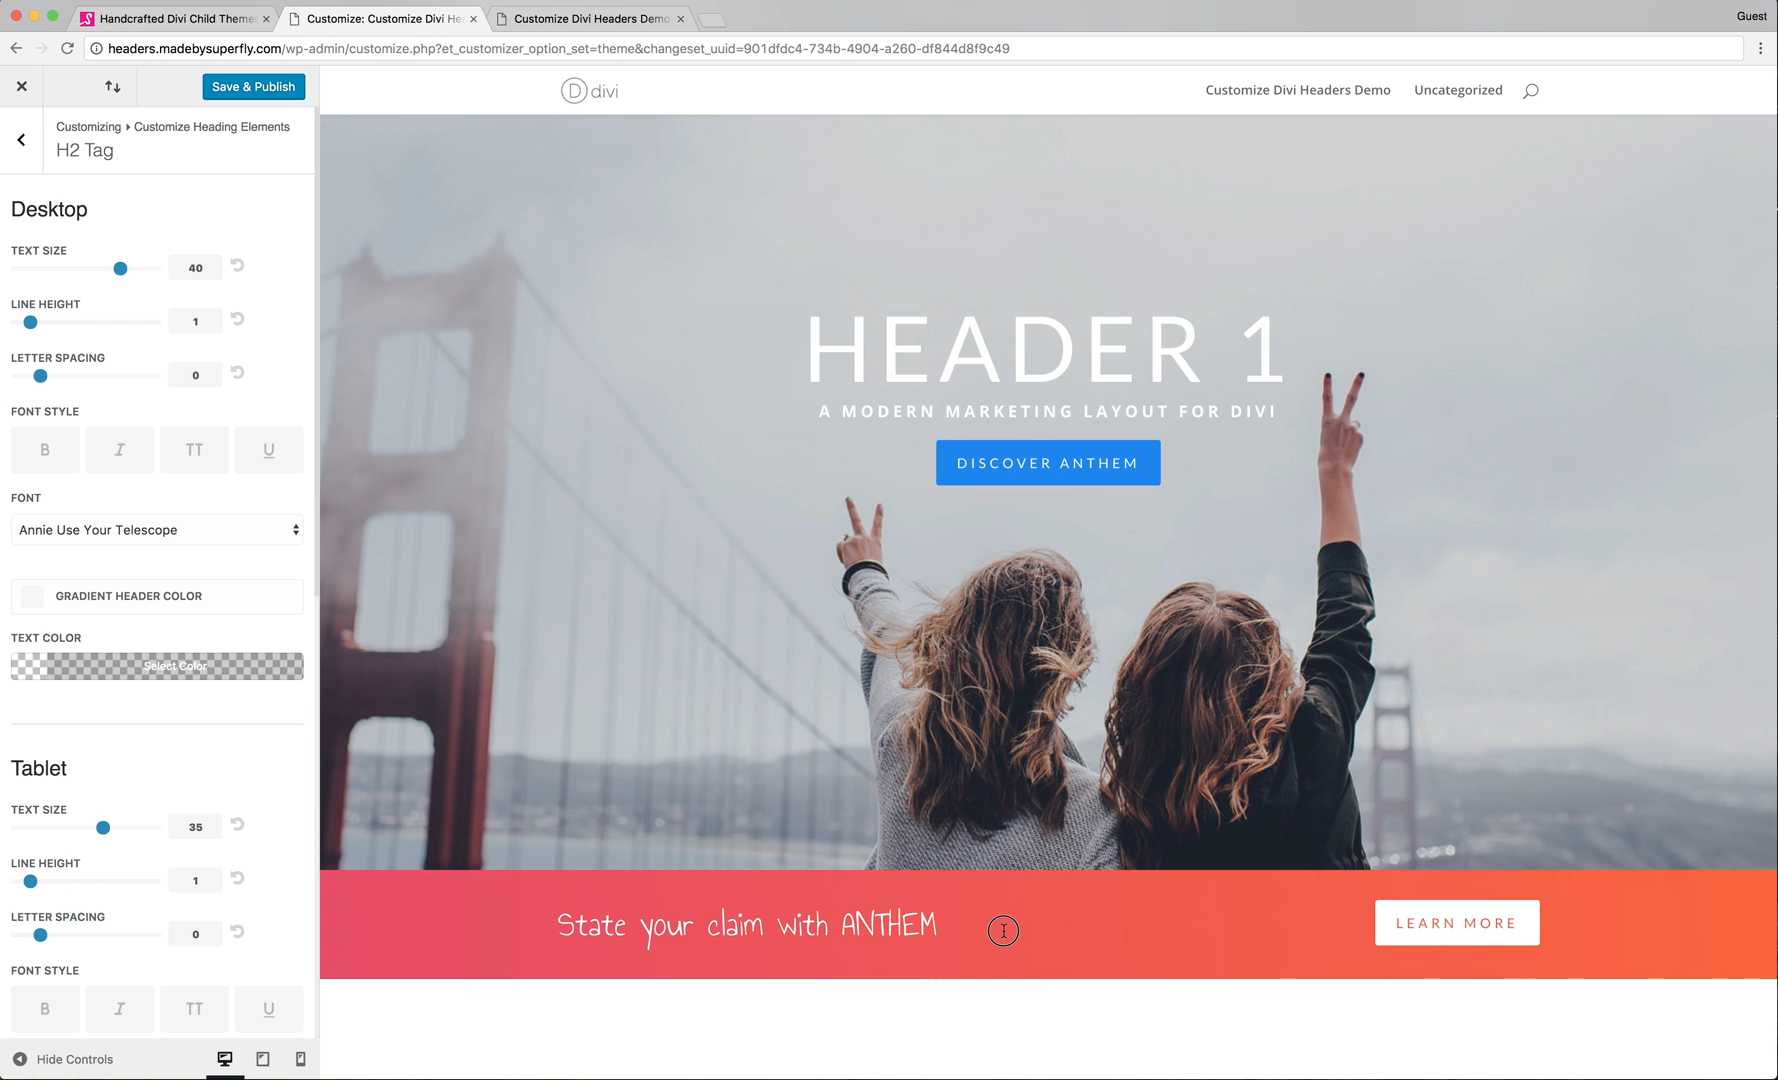 Handcrafted Divi Child Theme
Customize: Customize Divi He
Customize Divi Headers Demo
Guest
headers.madebysuperfly.com/wp-admin/customize.php?et_customizer_option_set=theme&changeset_uuid=901dfdc4-734b-4904-a260-df844d8f9c49
Save & Publish
Customizing ▸ Customize Heading Elements
H2 Tag
Desktop
TEXT SIZE
40
LINE HEIGHT
1
LETTER SPACING
0
FONT STYLE
B I TT U
FONT
Annie Use Your Telescope
GRADIENT HEADER COLOR
TEXT COLOR
Select Color
Tablet
TEXT SIZE
35
LINE HEIGHT
1
LETTER SPACING
0
FONT STYLE
B I TT U
Hide Controls
D divi
Customize Divi Headers Demo
Uncategorized
HEADER 1
A MODERN MARKETING LAYOUT FOR DIVI
DISCOVER ANTHEM
State your claim with ANTHEM
LEARN MORE